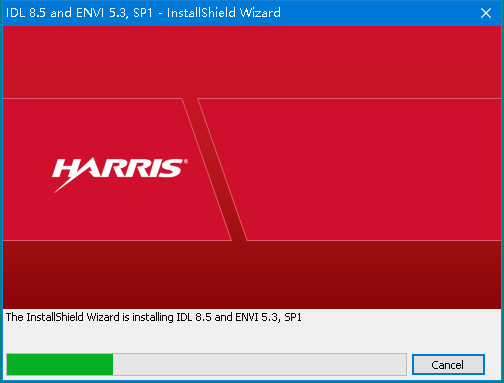 IDL 8.5 and ENVI 5.3, SP1 - InstallShield Wizard
HARRIS®
The InstallShield Wizard is installing IDL 8.5 and ENVI 5.3, SP1
Cancel